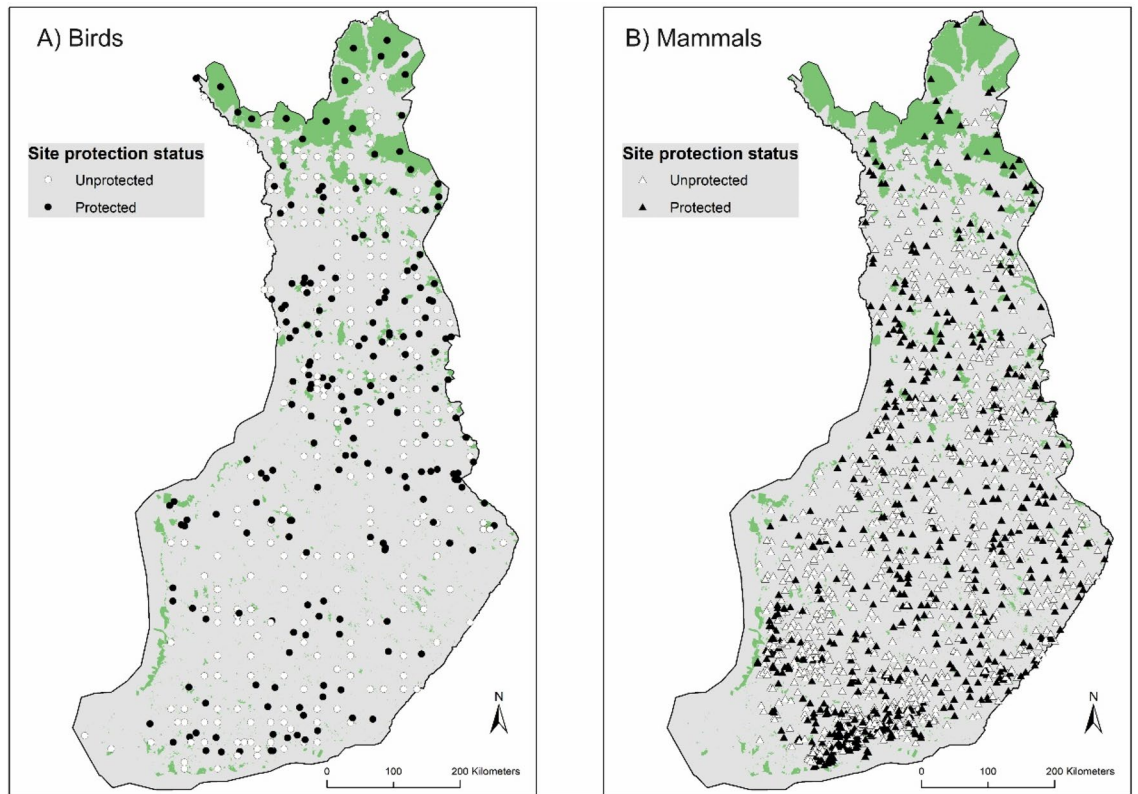 A) Birds
Site protection status
Unprotected
Protected
N
0 100 200 Kilometers
B) Mammals
Site protection status
Unprotected
Protected
N
0 100 200 Kilometers